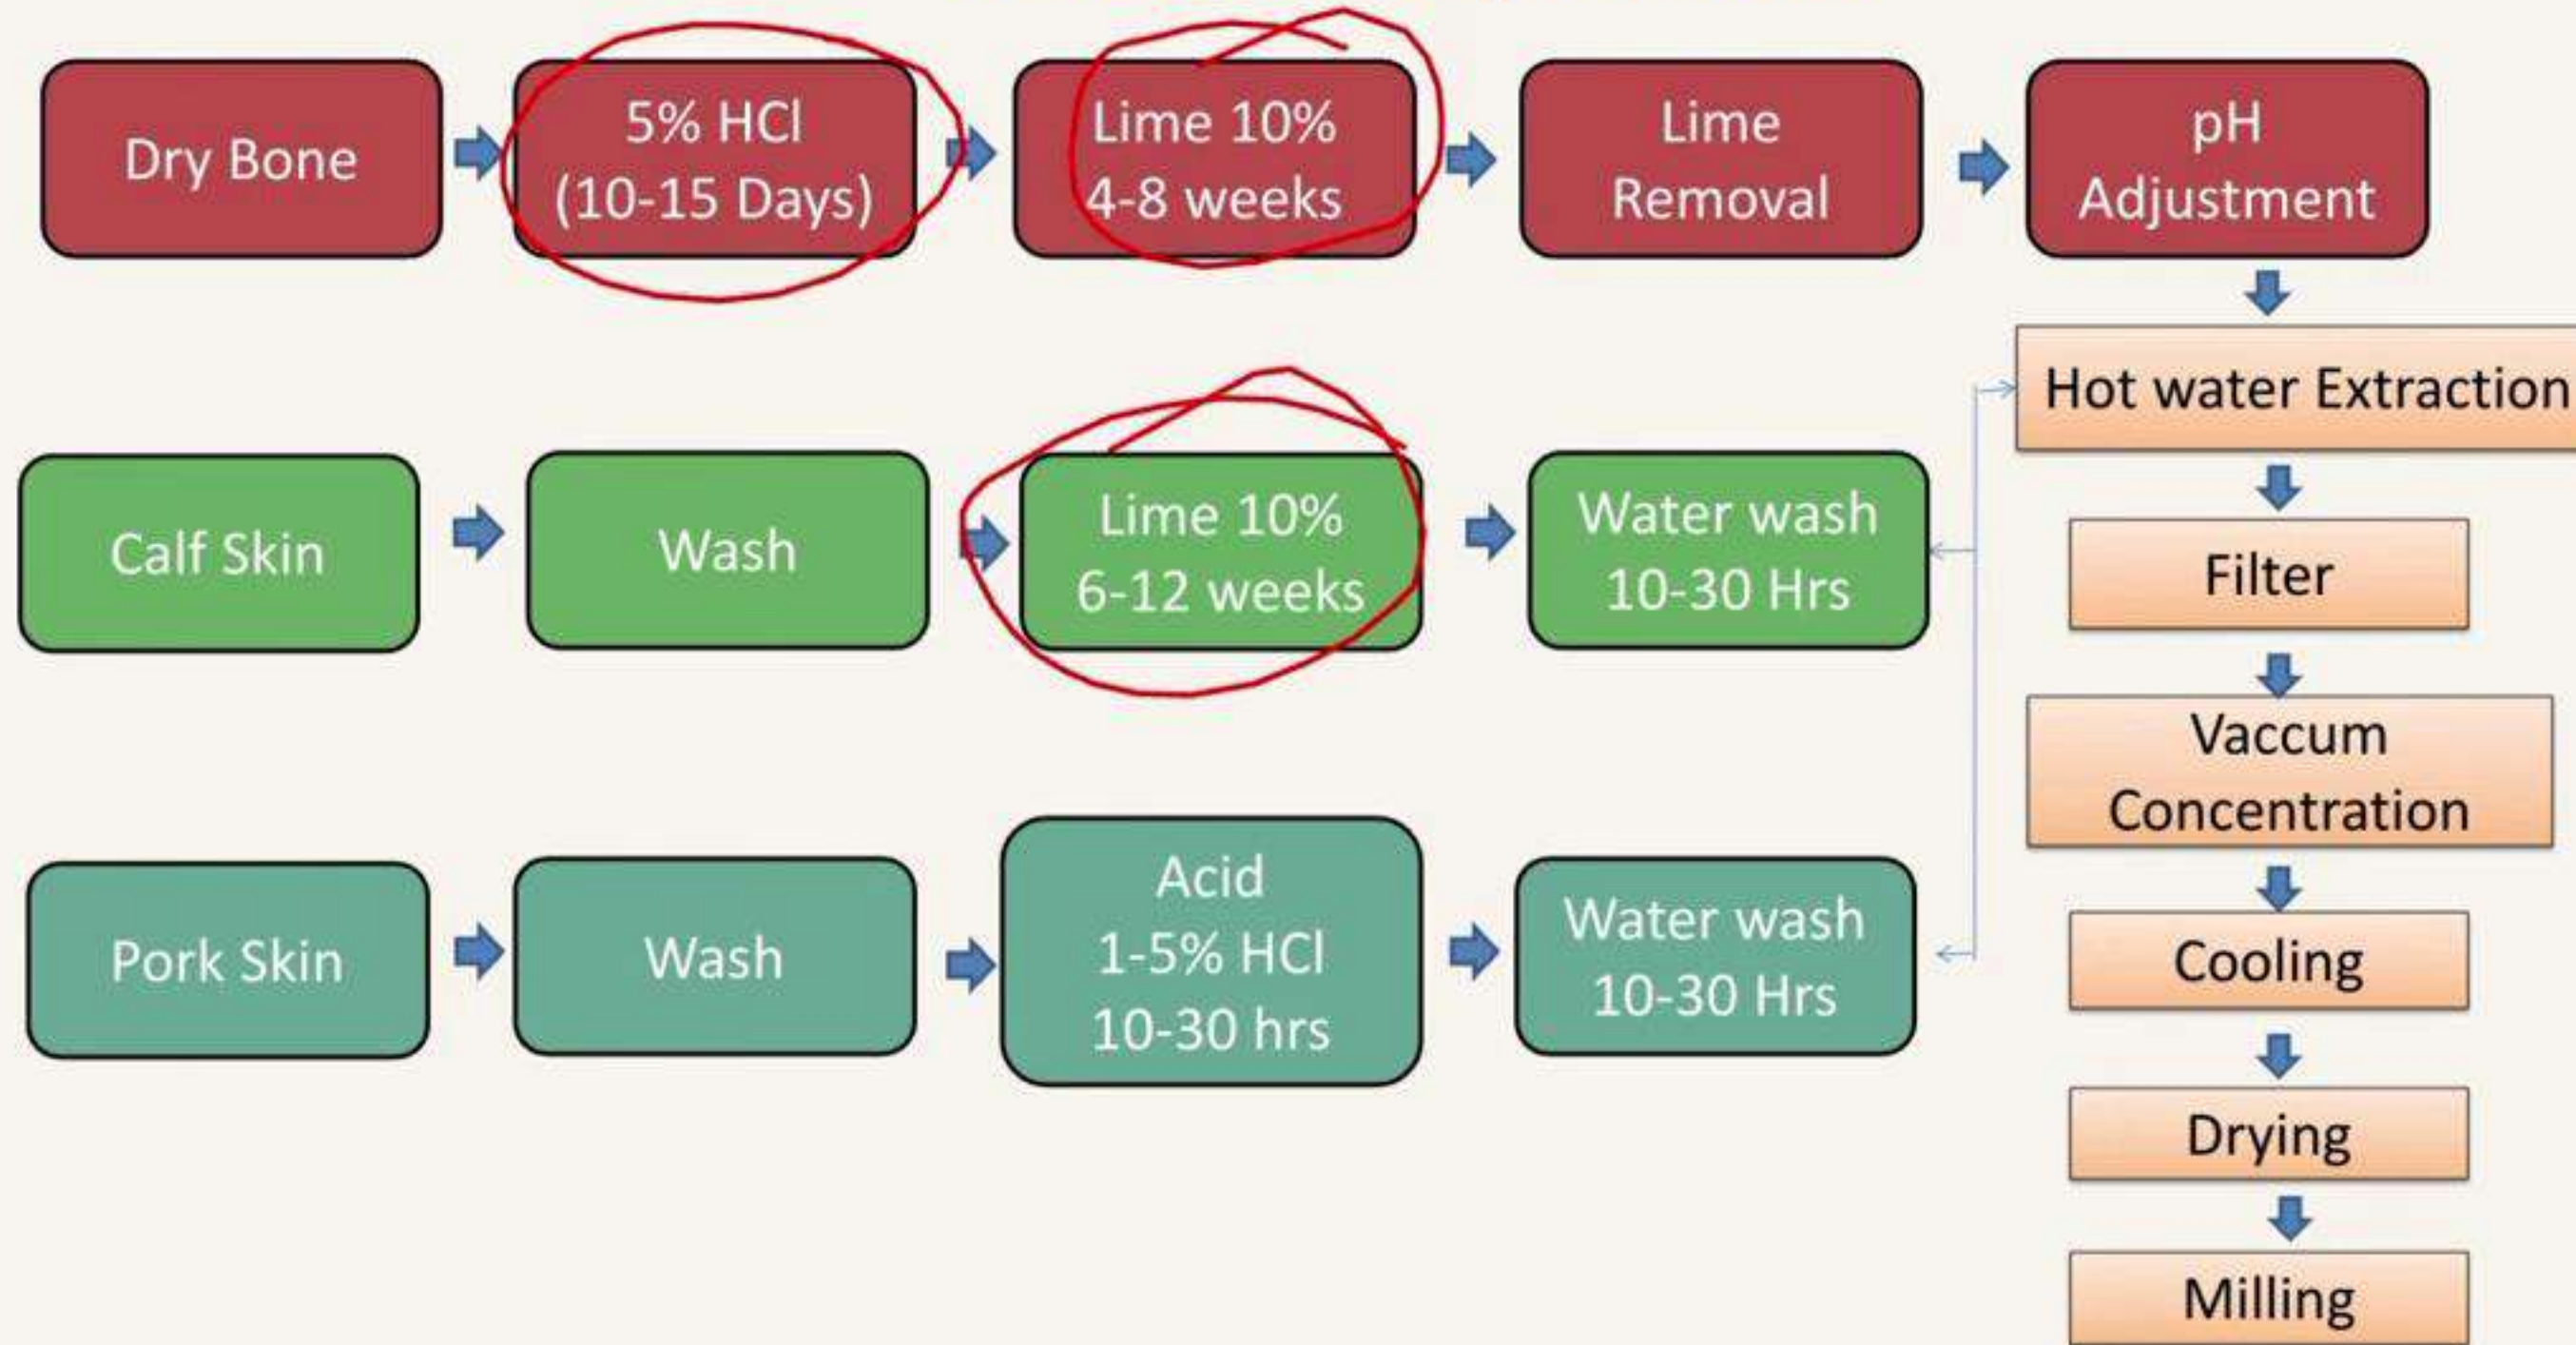 Dry Bone
5% HCl
(10-15 Days)
Lime 10%
4-8 weeks
Lime
Removal
pH
Adjustment
Hot water Extraction
Calf Skin
Wash
Lime 10%
6-12 weeks
Water wash
10-30 Hrs
Filter
Vaccum
Concentration
Pork Skin
Wash
Acid
1-5% HCl
10-30 hrs
Water wash
10-30 Hrs
Cooling
Drying
Milling